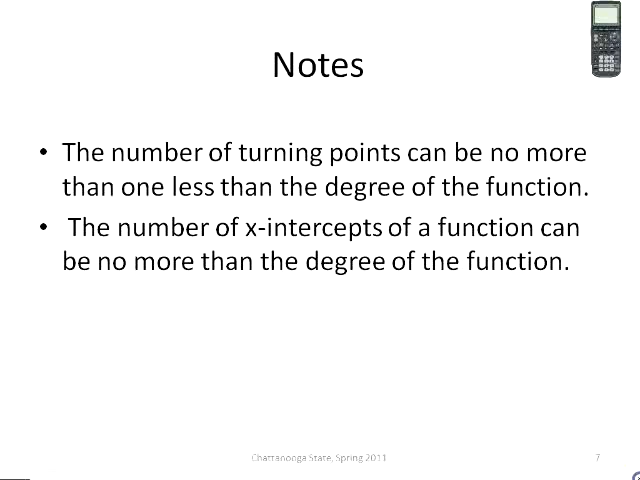 Notes
• The number of turning points can be no more
than one less than the degree of the function.
• The number of x-intercepts of a function can
be no more than the degree of the function.
Chattanooga State, Spring 2011
7